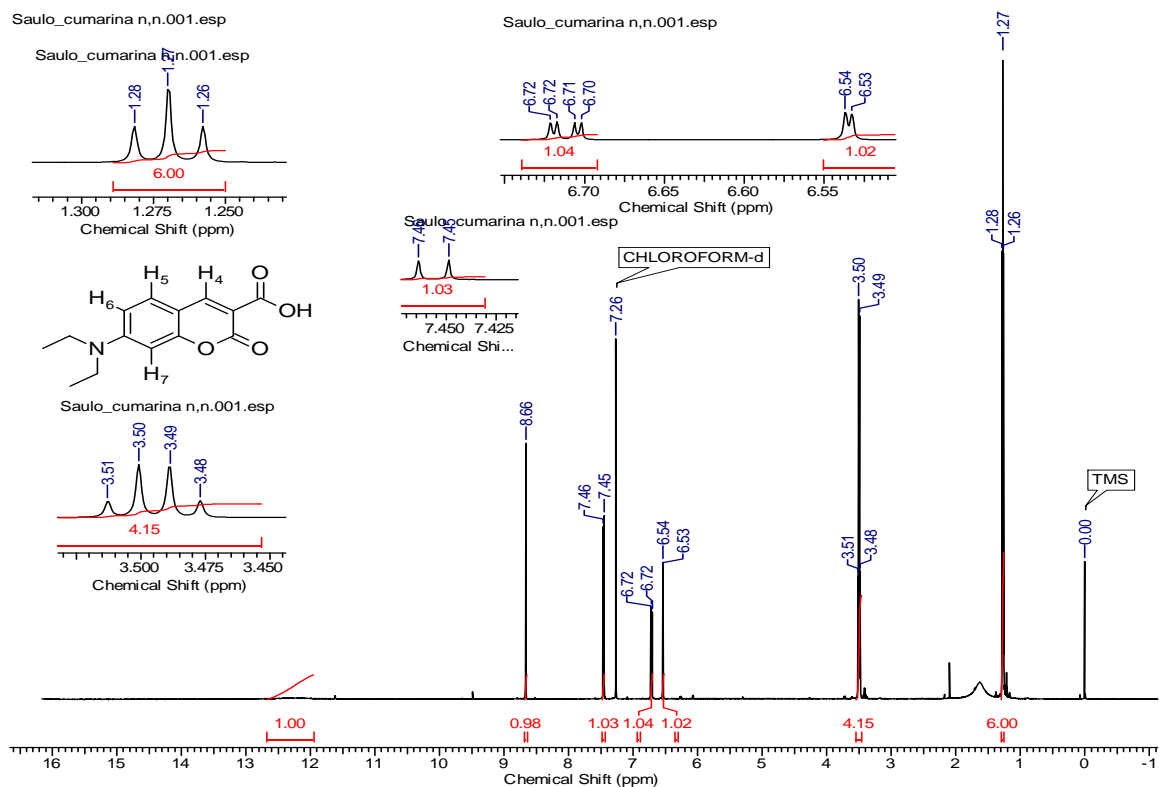 Saulo_cumarina n,n.001.esp
Saulo_cumarina n,n.001.esp
1.28
1.27
1.26
6.00
1.300 1.275 1.250
Chemical Shift (ppm)
Saulo_cumarina n,n.001.esp
6.72
6.72
6.71
6.70
6.54
6.53
1.04
1.02
6.70 6.65 6.60 6.55
Chemical Shift (ppm)
Saulo_cumarina n,n.001.esp
7.46
7.45
1.03
7.450 7.425
Chemical Shi...
H5
H4
H6
O
OH
N
O
O
H7
Saulo_cumarina n,n.001.esp
3.51
3.50
3.49
3.48
4.15
3.500 3.475 3.450
Chemical Shift (ppm)
CHLOROFORM-d
TMS
8.66
7.46
7.45
7.26
6.72
6.72
6.54
6.53
3.51
3.50
3.49
3.48
1.28
1.27
1.26
0.00
1.00 0.98 1.03 1.04 1.02 4.15 6.00
16 15 14 13 12 11 10 9 8 7 6 5 4 3 2 1 0 -1
Chemical Shift (ppm)